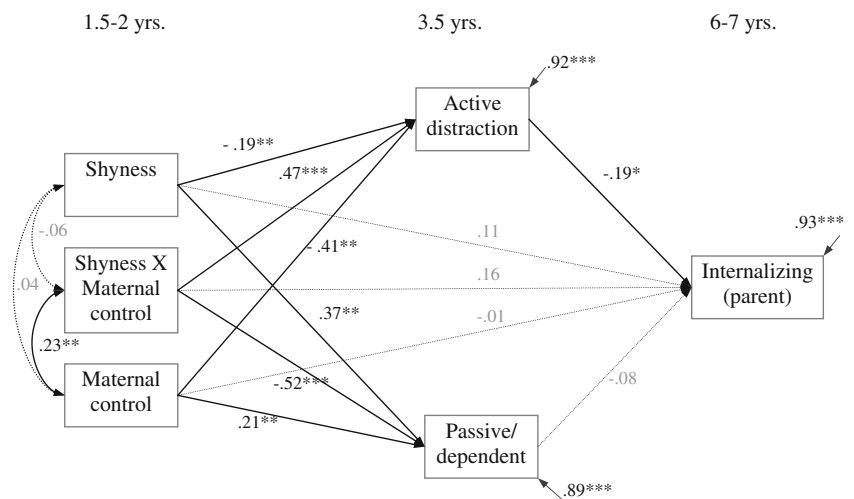 1.5-2 yrs.
3.5 yrs.
6-7 yrs.
.92***
Active
distraction
- .19**
.47***
-.19*
Shyness
-.06
.11
.93***
- .41**
Shyness X
Maternal
control
.16
Internalizing
(parent)
.04
.37**
-.01
.23**
Maternal
control
-.52***
-.08
.21**
Passive/
dependent
.89***